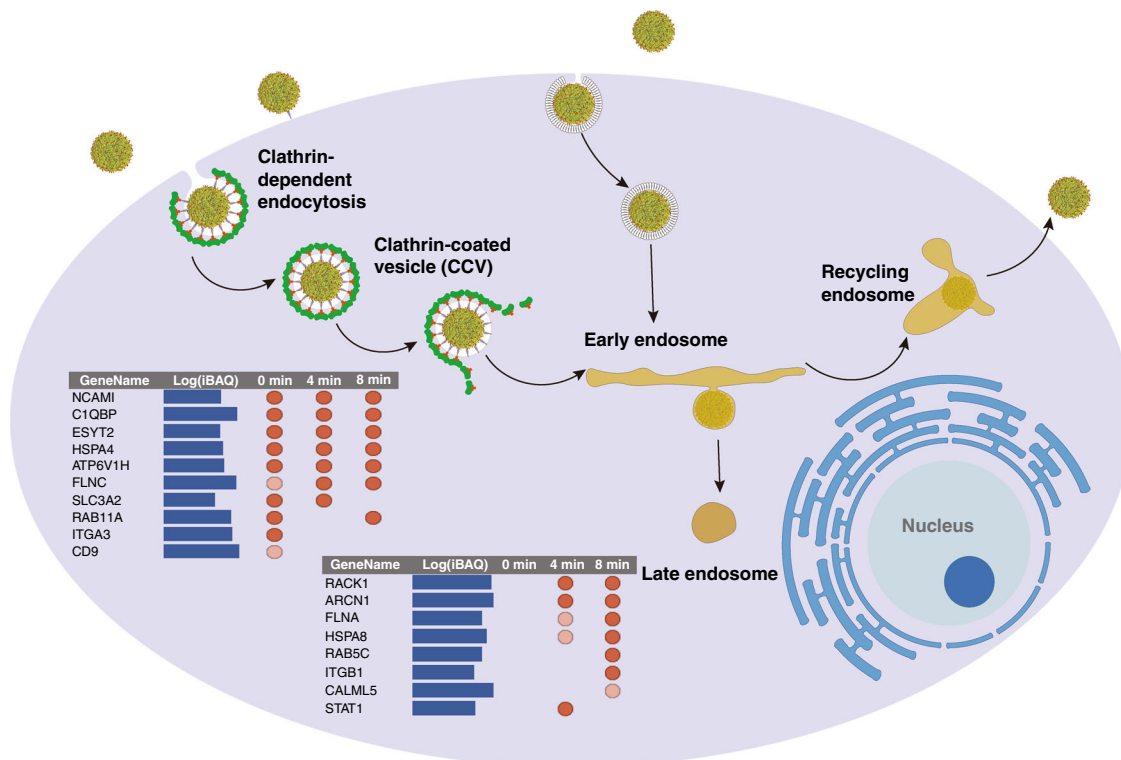 Clathrin-
dependent
endocytosis
Clathrin-coated
vesicle (CCV)
Recycling
endosome
Early endosome
GeneName Log(iBAQ) 0 min 4 min 8 min
NCAMI
C1QBP
ESYT2
HSPA4
ATP6V1H
FLNC
SLC3A2
RAB11A
ITGA3
CD9
Nucleus
Late endosome
GeneName Log(iBAQ) 0 min 4 min 8 min
RACK1
ARCN1
FLNA
HSPA8
RAB5C
ITGB1
CALML5
STAT1